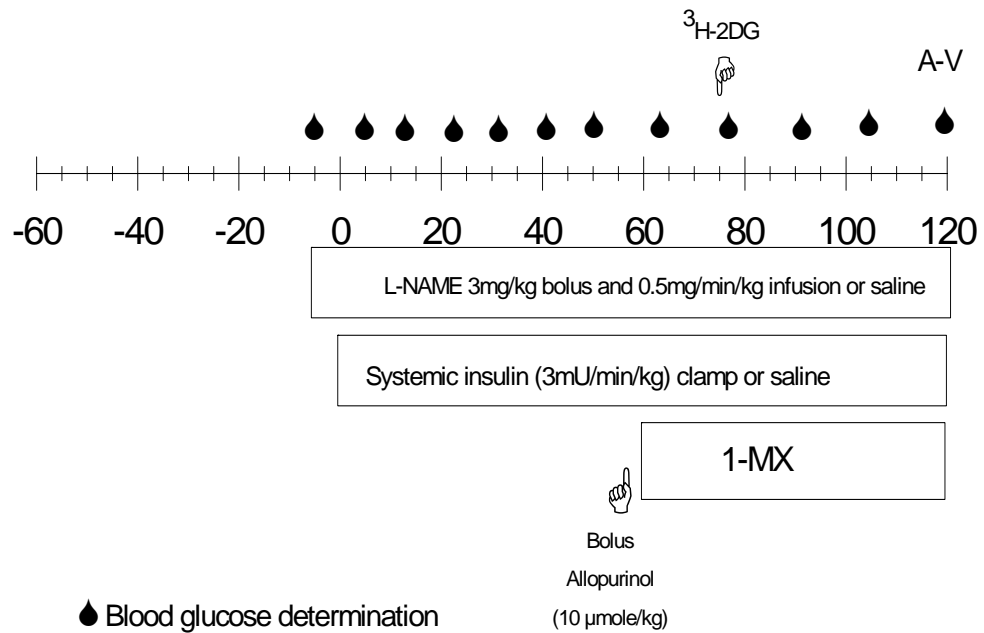 ³H-2DG
A-V
-60 -40 -20 0 20 40 60 80 100 120
L-NAME 3mg/kg bolus and 0.5mg/min/kg infusion or saline
Systemic insulin (3mU/min/kg) clamp or saline
1-MX
Bolus
Allopurinol
(10 µmole/kg)
Blood glucose determination